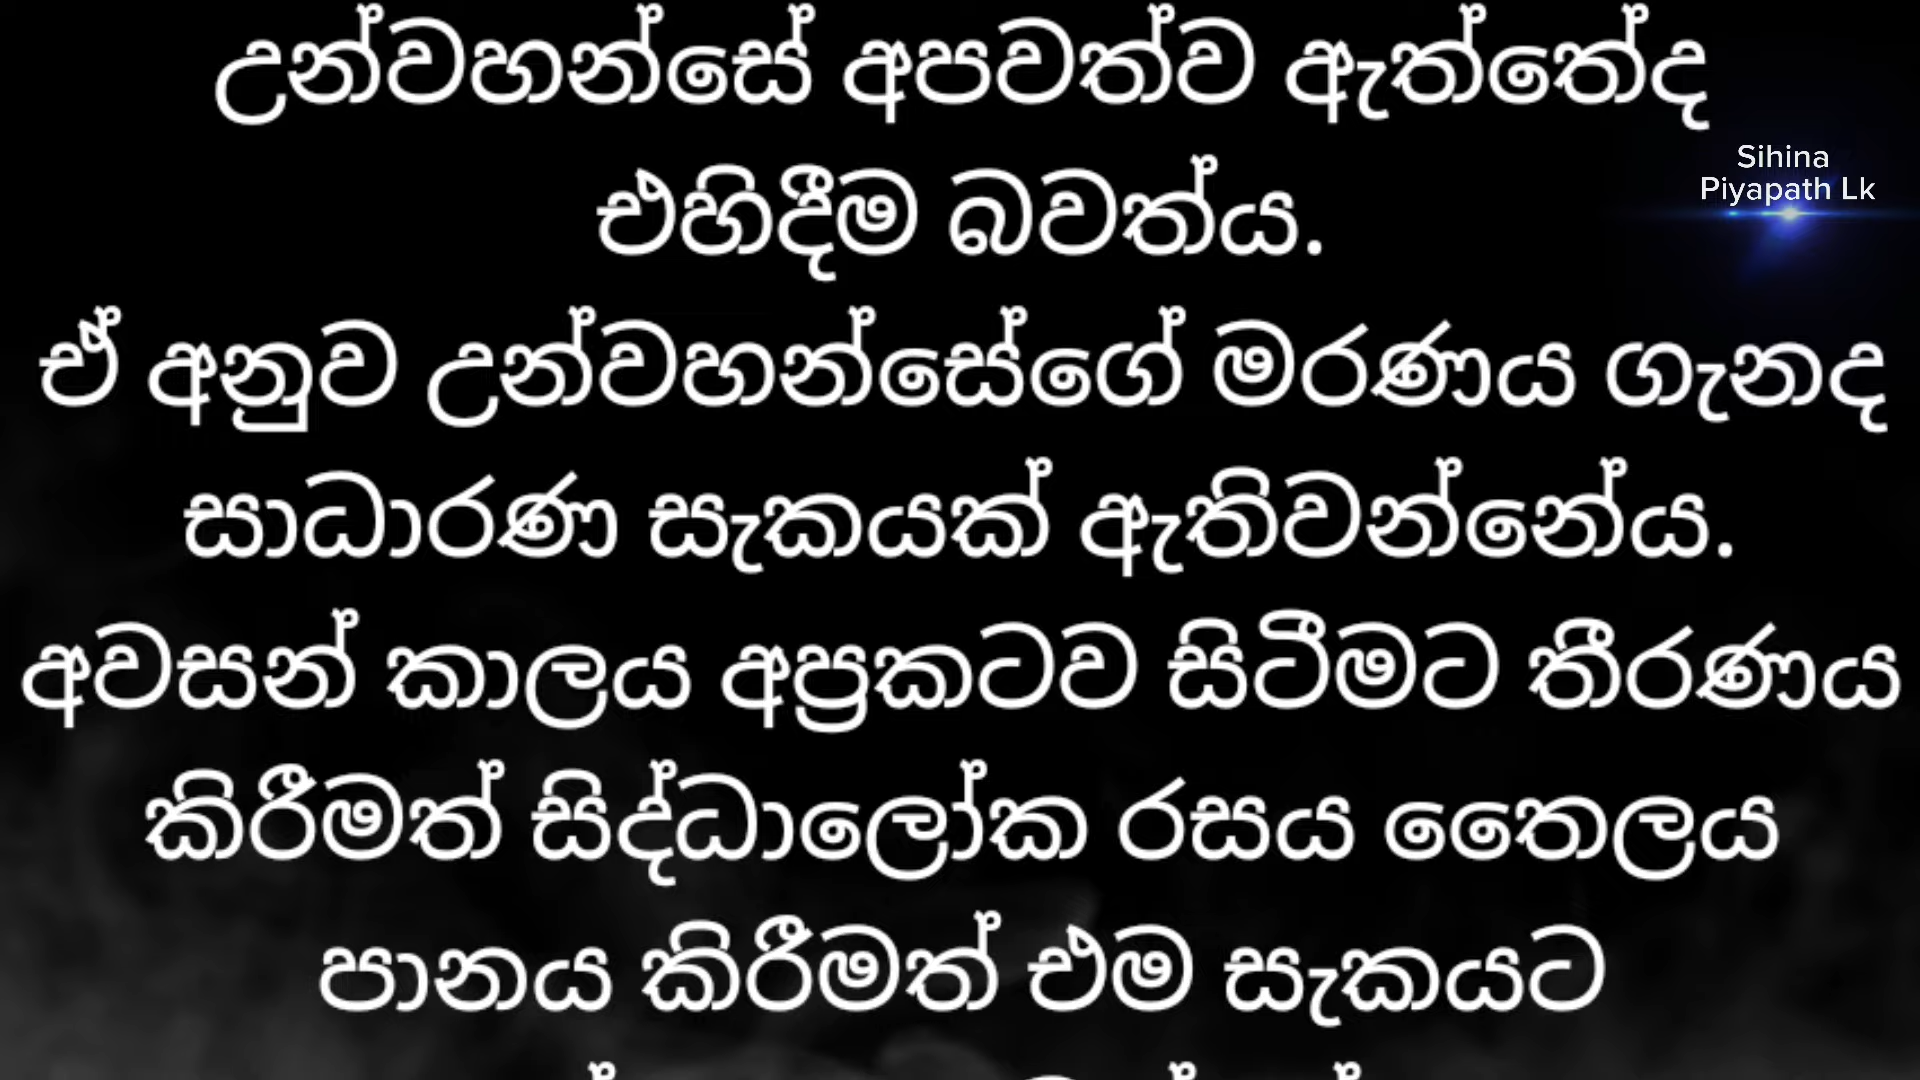 උන්වහන්සේ අපවත්ව ඇත්තේද
එහිදීම බවත්ය.
ඒ අනුව උන්වහන්සේගේ මරණය ගැනද
සාධාරණ සැකයක් ඇතිවන්නේය.
අවසන් කාලය අප්‍රකටව සිටීමට තීරණය
කිරීමත් සිද්ධාලෝක රසය තෛලය
පානය කිරීමත් එම සැකයට
Sihina
Piyapath Lk